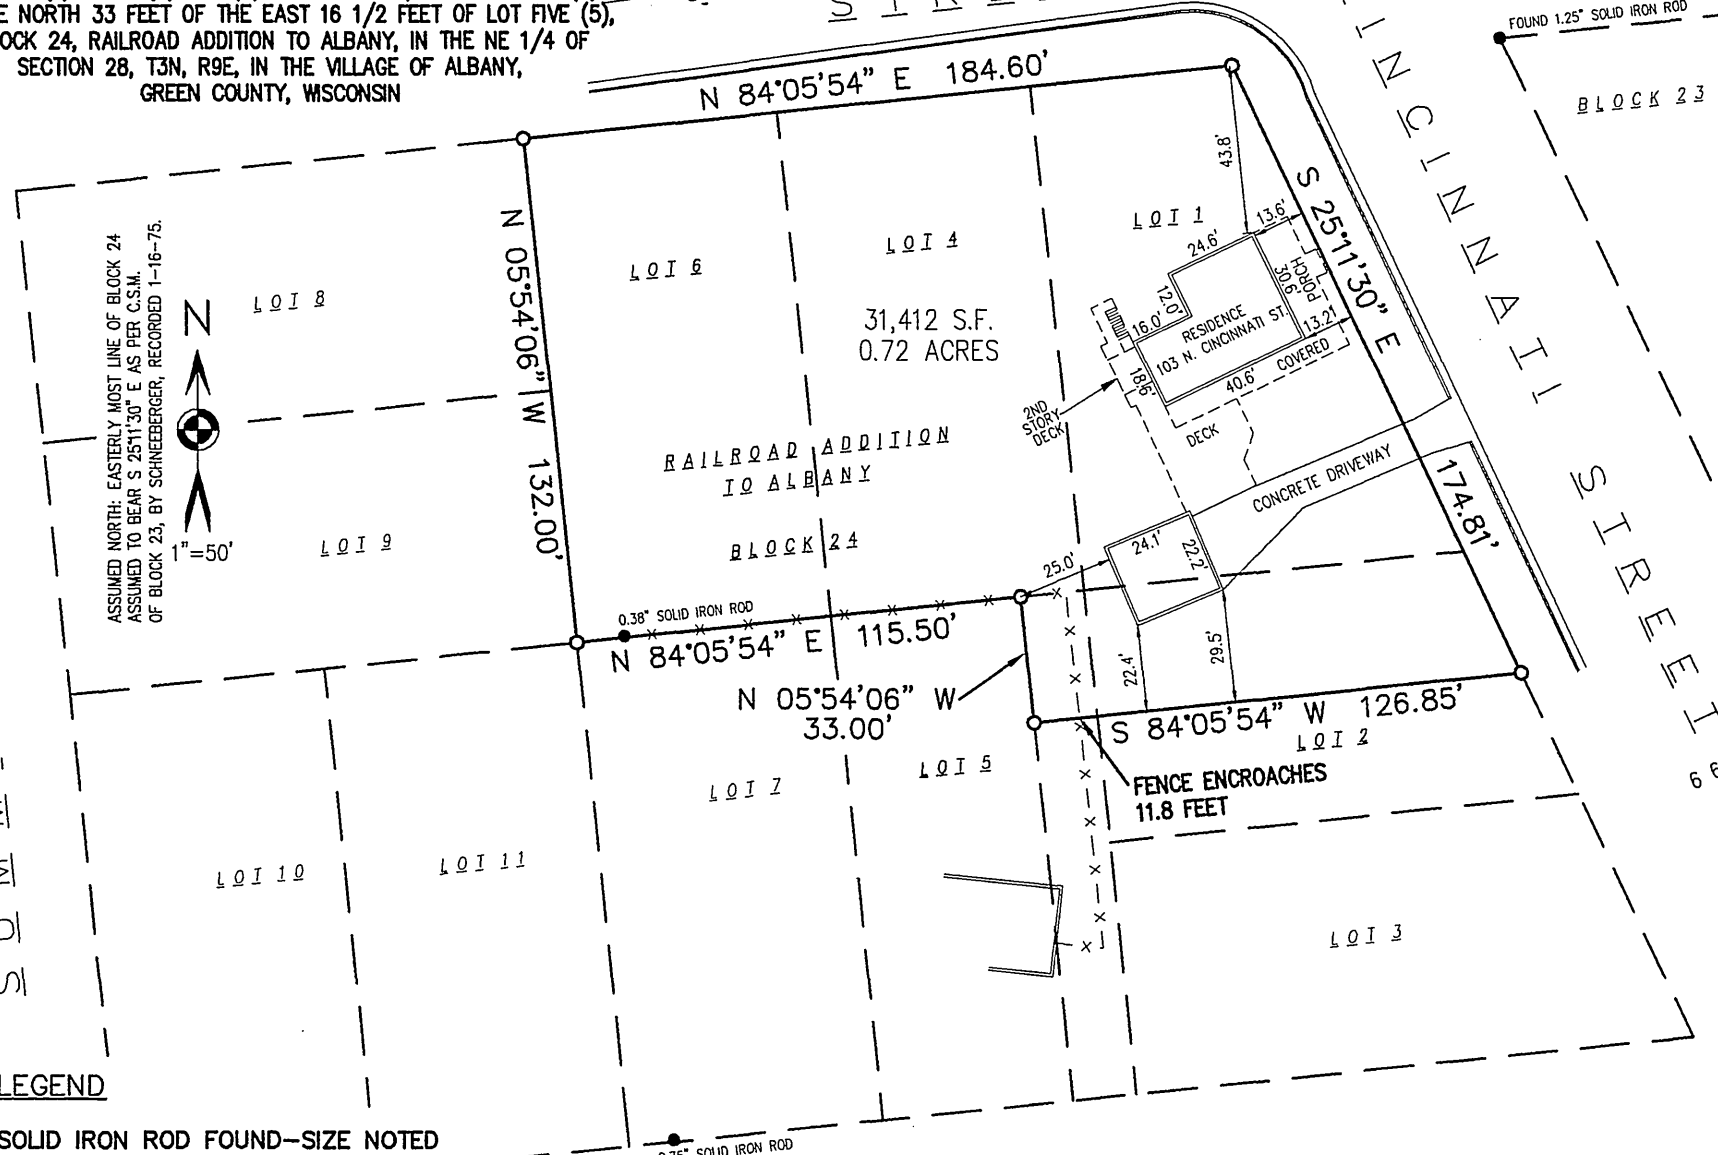 NORTH 33 FEET OF THE EAST 16 1/2 FEET OF LOT FIVE (5),
24, RAILROAD ADDITION TO ALBANY, IN THE NE 1/4 OF
SECTION 28, T3N, R9E, IN THE VILLAGE OF ALBANY,
GREEN COUNTY, WISCONSIN
FOUND 1.25" SOLID IRON ROD
BLOCK 23
N 84°05'54" E 184.60'
CINCINNATI STREET
S 25°11'30" E
174.81'
43.8'
13.6'
LOT 1
24.6'
12.0'
16.0'
RESIDENCE
103 N. CINCINNATI ST.
30.6'
PORCH
13.2'
COVERED
40.6'
18.6'
2ND
STORY
DECK
DECK
CONCRETE DRIVEWAY
LOT 4
LOT 6
LOT 8
31,412 S.F.
0.72 ACRES
N 05°54'06" W 132.00'
ASSUMED NORTH: EASTERLY MOST LINE OF BLOCK 24
ASSUMED TO BEAR S 25°11'30" E AS PER C.S.M.
OF BLOCK 23, BY SCHNEEBERGER, RECORDED 1-16-75.
N
1"=50'
RAILROAD ADDITION
TO ALBANY
BLOCK 24
LOT 9
24.1'
22.2'
25.0'
0.38" SOLID IRON ROD
N 84°05'54" E 115.50'
22.4'
29.5'
N 05°54'06" W
33.00'
S 84°05'54" W 126.85'
LOT 2
LOT 5
LOT 7
FENCE ENCROACHES
11.8 FEET
LOT 10
LOT 11
LOT 3
LEGEND
SOLID IRON ROD FOUND-SIZE NOTED
SOLID IRON ROD